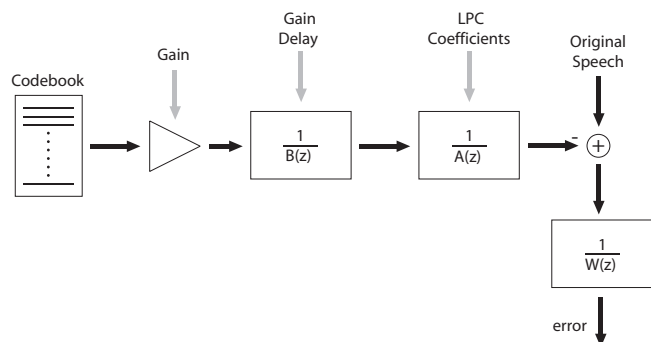 Codebook
Gain
Gain
Delay
LPC
Coefficients
Original
Speech
1
B(z)
1
A(z)
-
+
1
W(z)
error